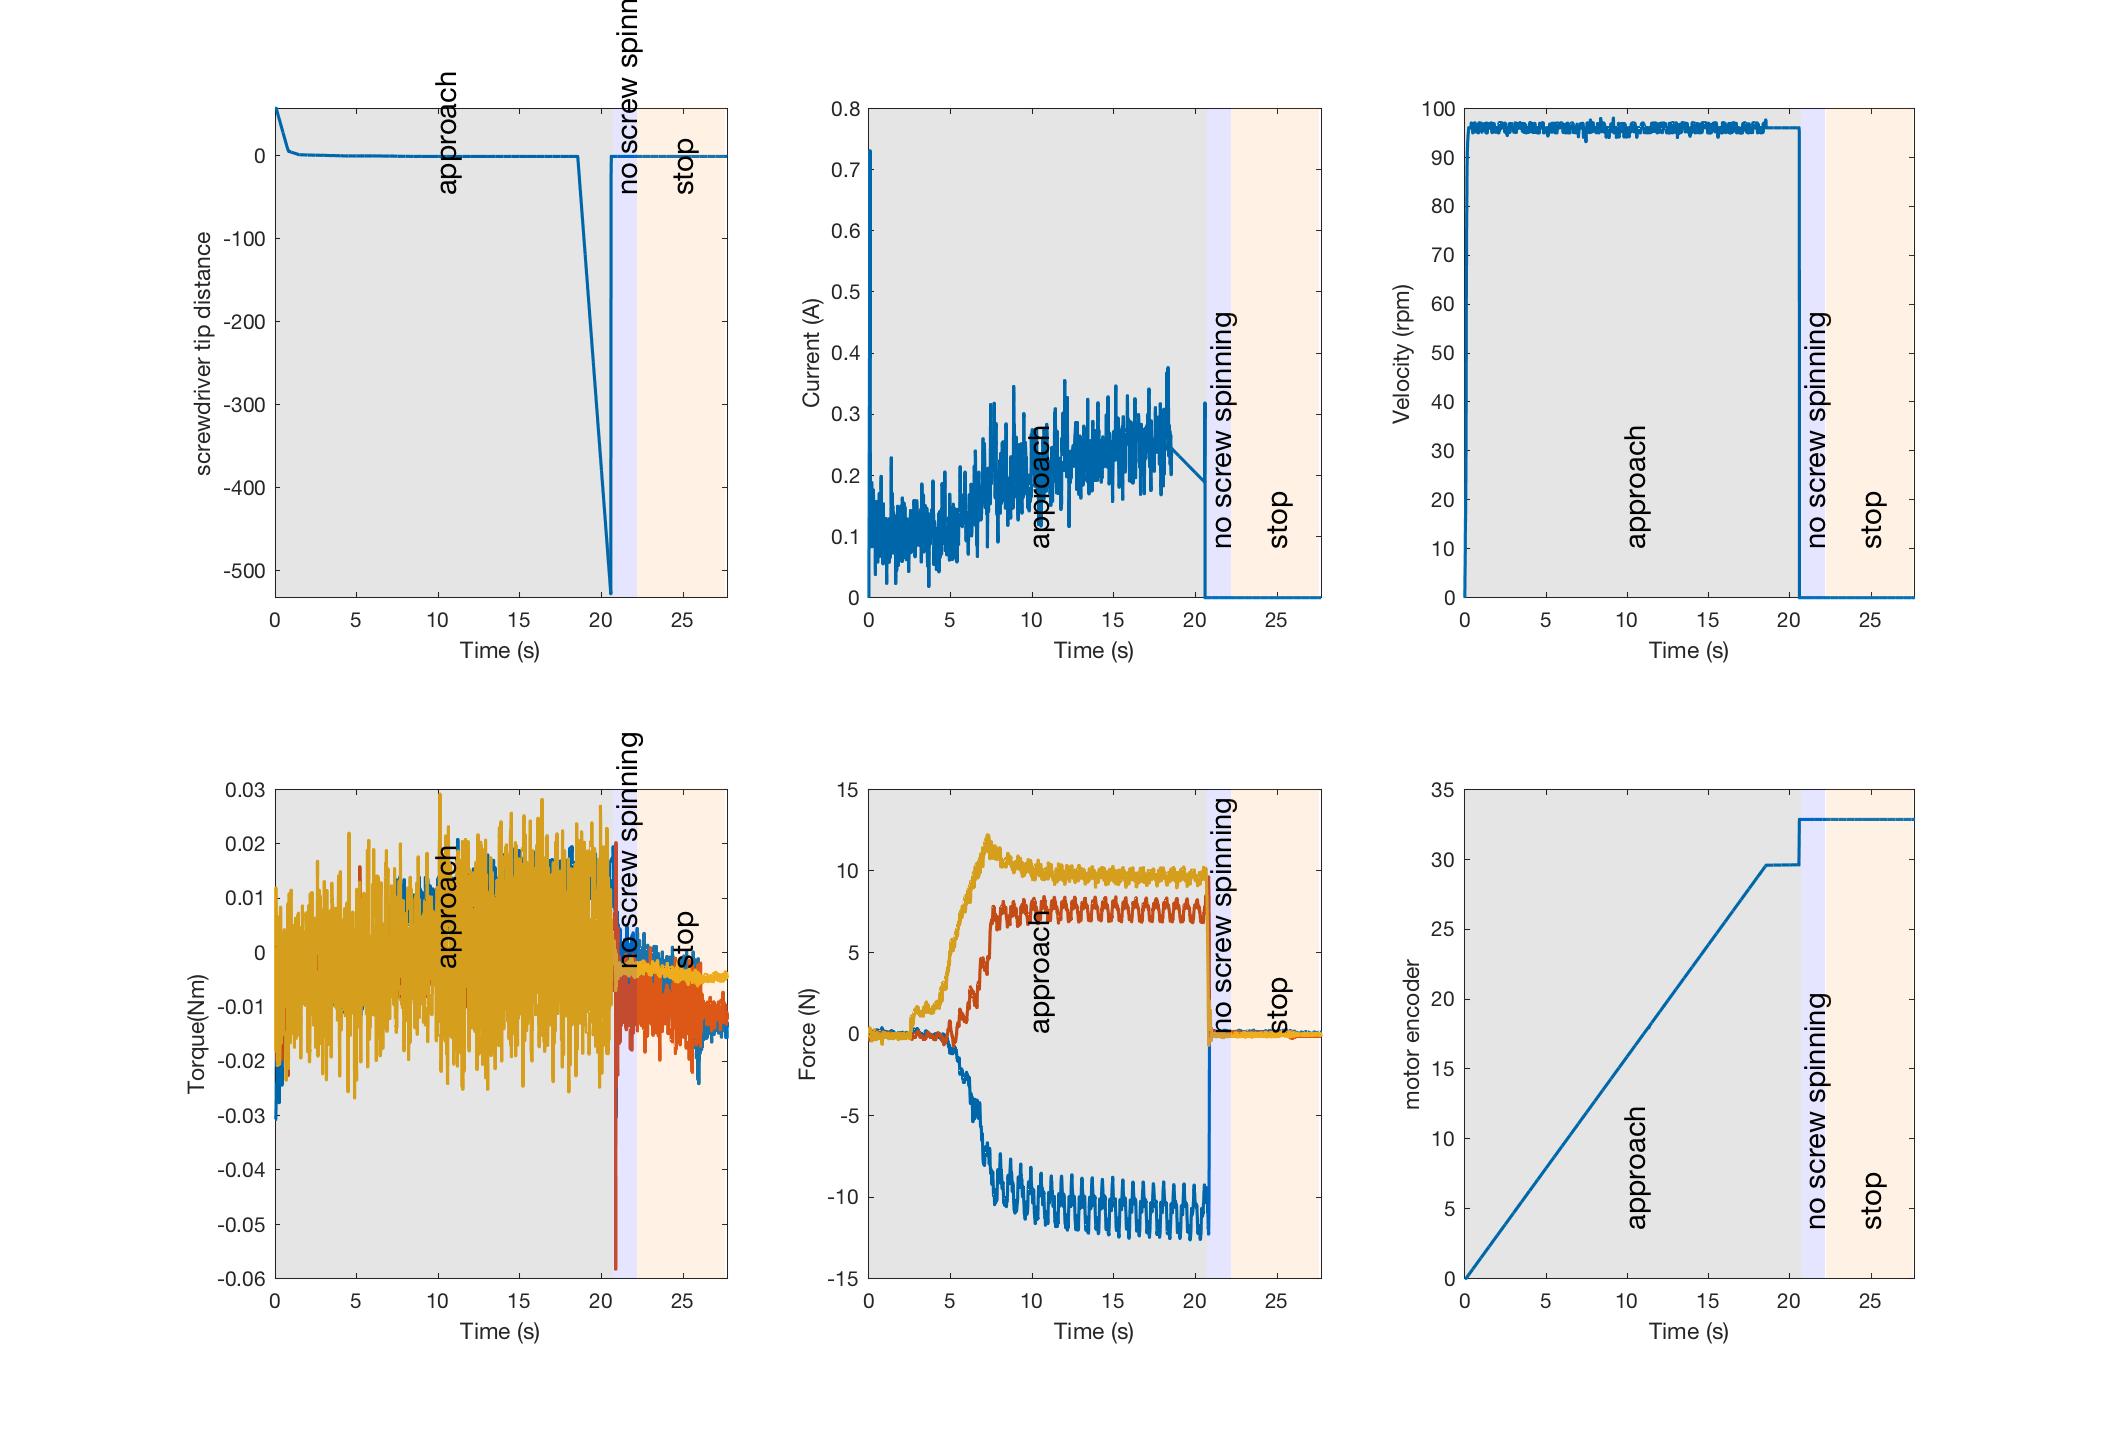 screwdriver tip distance
0
-100
-200
-300
-400
-500
0 5 10 15 20 25
Time (s)
approach
no screw spinn
stop
Current (A)
0.8
0.7
0.6
0.5
0.4
0.3
0.2
0.1
0
0 5 10 15 20 25
Time (s)
approach
no screw spinning
stop
Velocity (rpm)
100
90
80
70
60
50
40
30
20
10
0
0 5 10 15 20 25
Time (s)
approach
no screw spinning
stop
Torque(Nm)
0.03
0.02
0.01
0
-0.01
-0.02
-0.03
-0.04
-0.05
-0.06
0 5 10 15 20 25
Time (s)
approach
no screw spinning
stop
Force (N)
15
10
5
0
-5
-10
-15
0 5 10 15 20 25
Time (s)
approach
no screw spinning
stop
motor encoder
35
30
25
20
15
10
5
0
0 5 10 15 20 25
Time (s)
approach
no screw spinning
stop